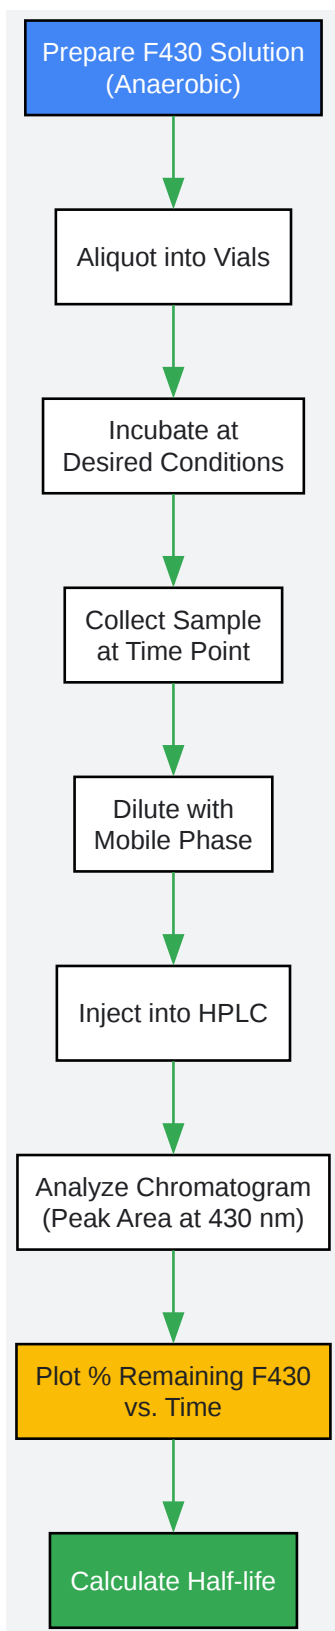 Prepare F430 Solution
(Anaerobic)
Aliquot into Vials
Incubate at
Desired Conditions
Collect Sample
at Time Point
Dilute with
Mobile Phase
Inject into HPLC
Analyze Chromatogram
(Peak Area at 430 nm)
Plot % Remaining F430
vs. Time
Calculate Half-life